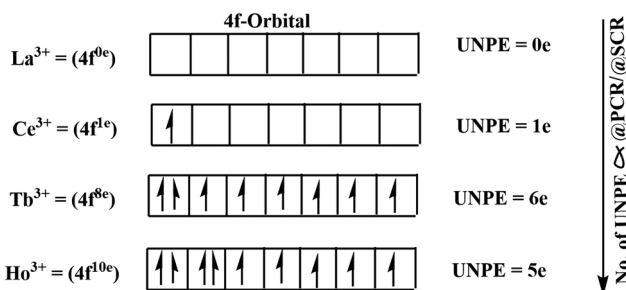 4f-Orbital
La³⁺ = (4f⁰ᵉ) UNPE = 0e
Ce³⁺ = (4f¹ᵉ) UNPE = 1e
Tb³⁺ = (4f⁸ᵉ) UNPE = 6e
Ho³⁺ = (4f¹⁰ᵉ) UNPE = 5e
No. of UNPE ∝ @PCR/@SCR